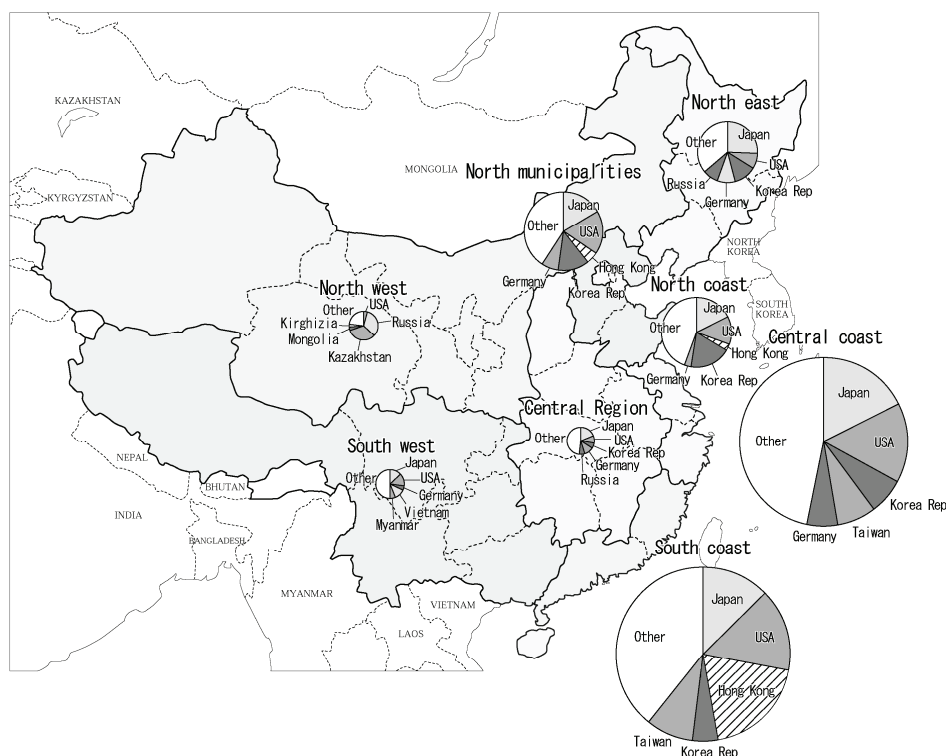 KAZAKHSTAN
KYRGYZSTAN
MONGOLIA
NORTH
KOREA
SOUTH
KOREA
NEPAL
BHUTAN
INDIA
BANGLADESH
MYANMAR
VIETNAM
LAOS
North east
Japan
USA
Korea Rep
Germany
Russia
Other
North municipalities
Japan
USA
Hong Kong
Korea Rep
Germany
Other
North west
USA
Russia
Kazakhstan
Mongolia
Kirghizia
Other
North coast
Japan
USA
Hong Kong
Korea Rep
Germany
Other
Central coast
Japan
USA
Korea Rep
Taiwan
Germany
Other
Central Region
Japan
USA
Korea Rep
Germany
Russia
Other
South west
Japan
USA
Germany
Vietnam
Myanmar
Other
South coast
Japan
USA
Hong Kong
Korea Rep
Taiwan
Other